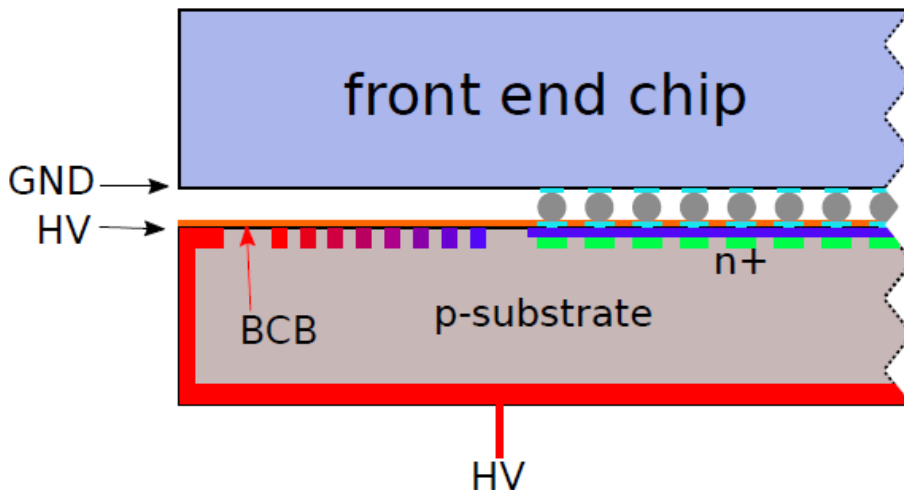 front end chip
GND
HV
n+
p-substrate
BCB
HV